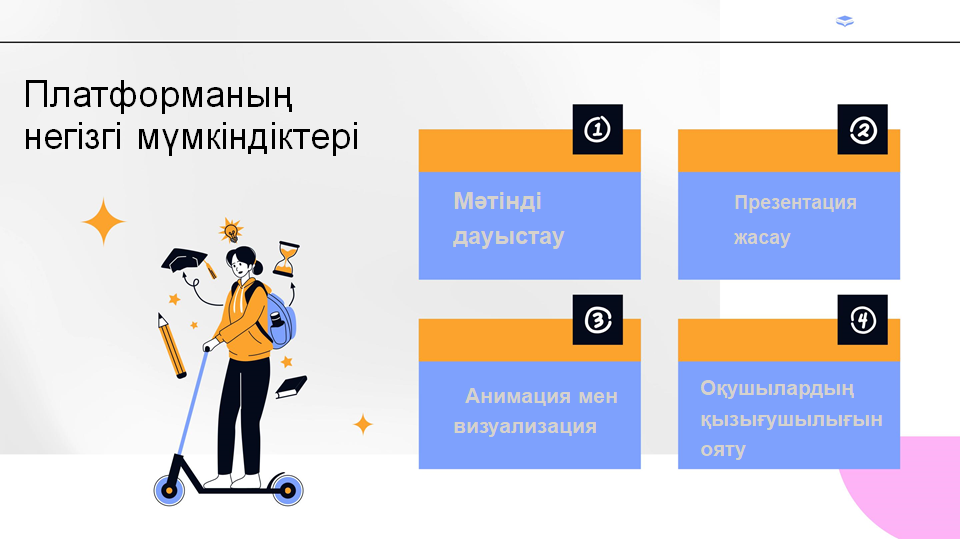 Платформаның
негізгі мүмкіндіктері
1
Мәтінді
дауыстау
2
Презентация
жасау
3
Анимация мен
визуализация
4
Оқушылардың
қызығушылығын
ояту